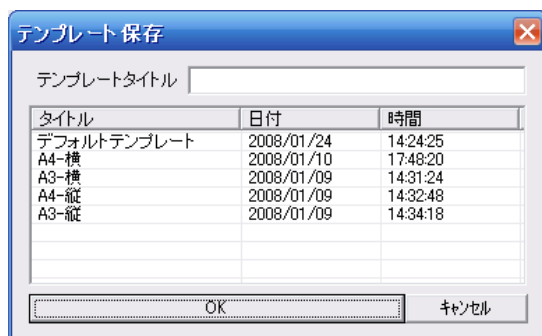 テンプレート保存
テンプレートタイトル
タイトル 日付 時間
デフォルトテンプレート 2008/01/24 14:24:25
A4-横 2008/01/10 17:48:20
A3-横 2008/01/09 14:31:24
A4-縦 2008/01/09 14:32:48
A3-縦 2008/01/09 14:34:18
OK キャンセル